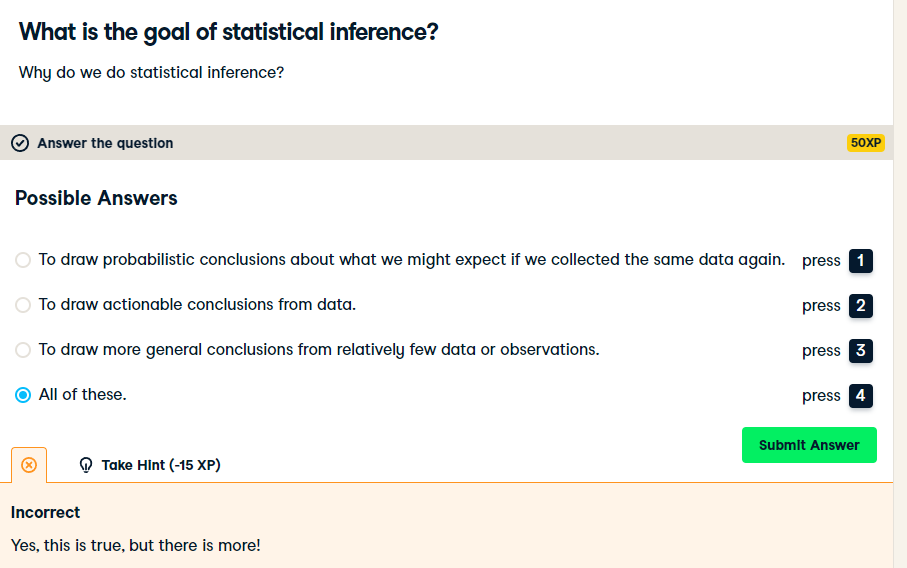 What is the goal of statistical inference?
Why do we do statistical inference?
Answer the question
50XP
Possible Answers
To draw probabilistic conclusions about what we might expect if we collected the same data again.
press 1
To draw actionable conclusions from data.
press 2
To draw more general conclusions from relatively few data or observations.
press 3
All of these.
press 4
Submit Answer
Take Hint (-15 XP)
Incorrect
Yes, this is true, but there is more!